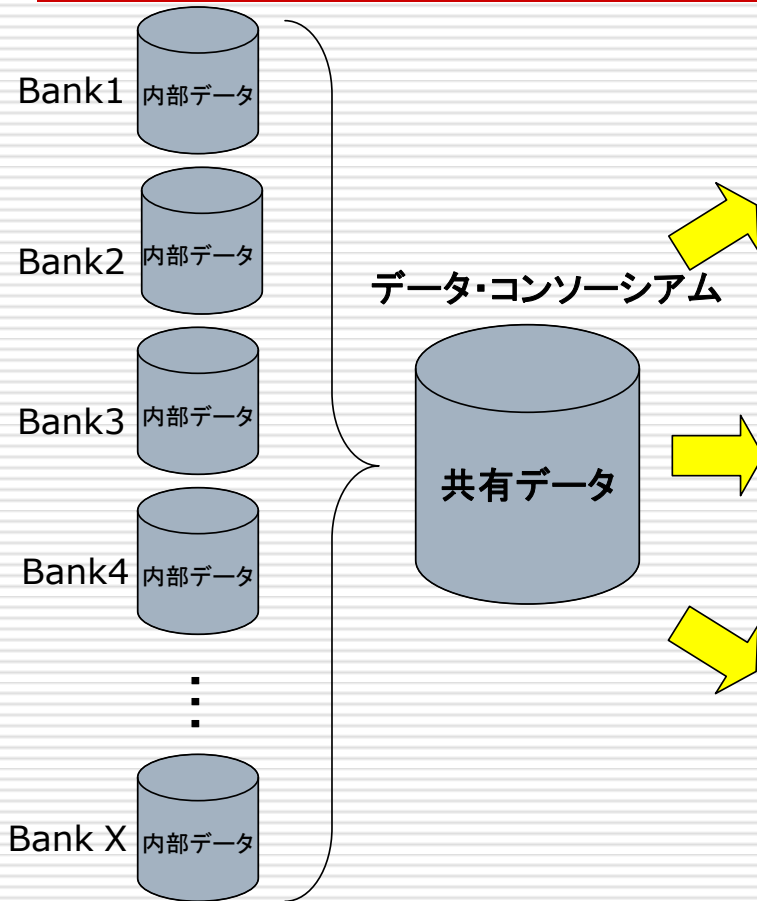 Bank1
内部データ
Bank2
内部データ
データ・コンソーシアム
Bank3
内部データ
共有データ
Bank4
内部データ
⋮
Bank X
内部データ